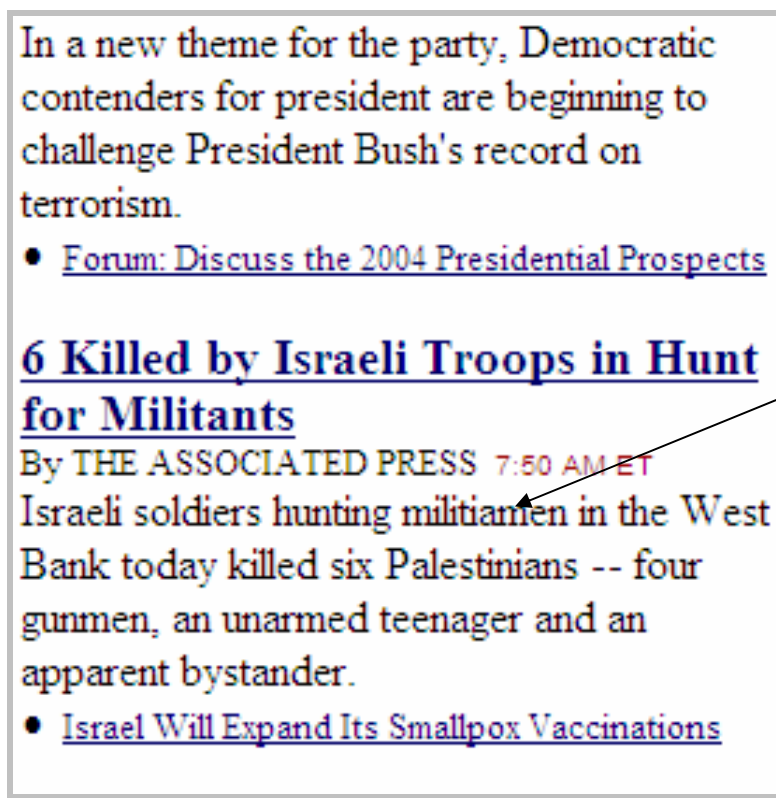 In a new theme for the party, Democratic
contenders for president are beginning to
challenge President Bush's record on
terrorism.
• Forum: Discuss the 2004 Presidential Prospects
6 Killed by Israeli Troops in Hunt
for Militants
By THE ASSOCIATED PRESS 7:50 AM ET
Israeli soldiers hunting militiamen in the West
Bank today killed six Palestinians -- four
gunmen, an unarmed teenager and an
apparent bystander.
• Israel Will Expand Its Smallpox Vaccinations